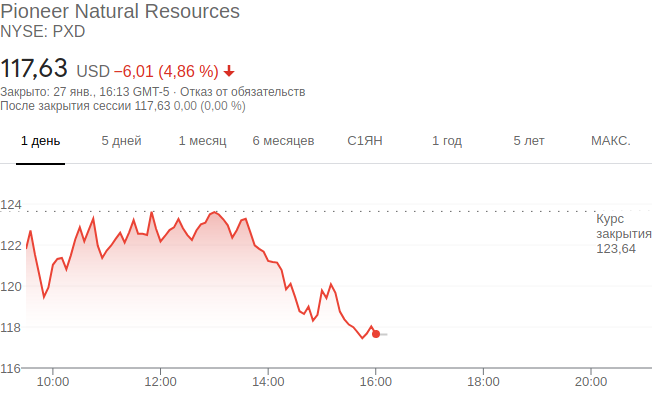 Pioneer Natural Resources
NYSE: PXD
117,63 USD −6,01 (4,86 %)
Закрыто: 27 янв., 16:13 GMT-5 · Отказ от обязательств
После закрытия сессии 117,63 0,00 (0,00 %)
1 день 5 дней 1 месяц 6 месяцев С1ЯН 1 год 5 лет МАКС.
124
Курс
закрытия
123,64
122
120
118
116
10:00 12:00 14:00 16:00 18:00 20:00